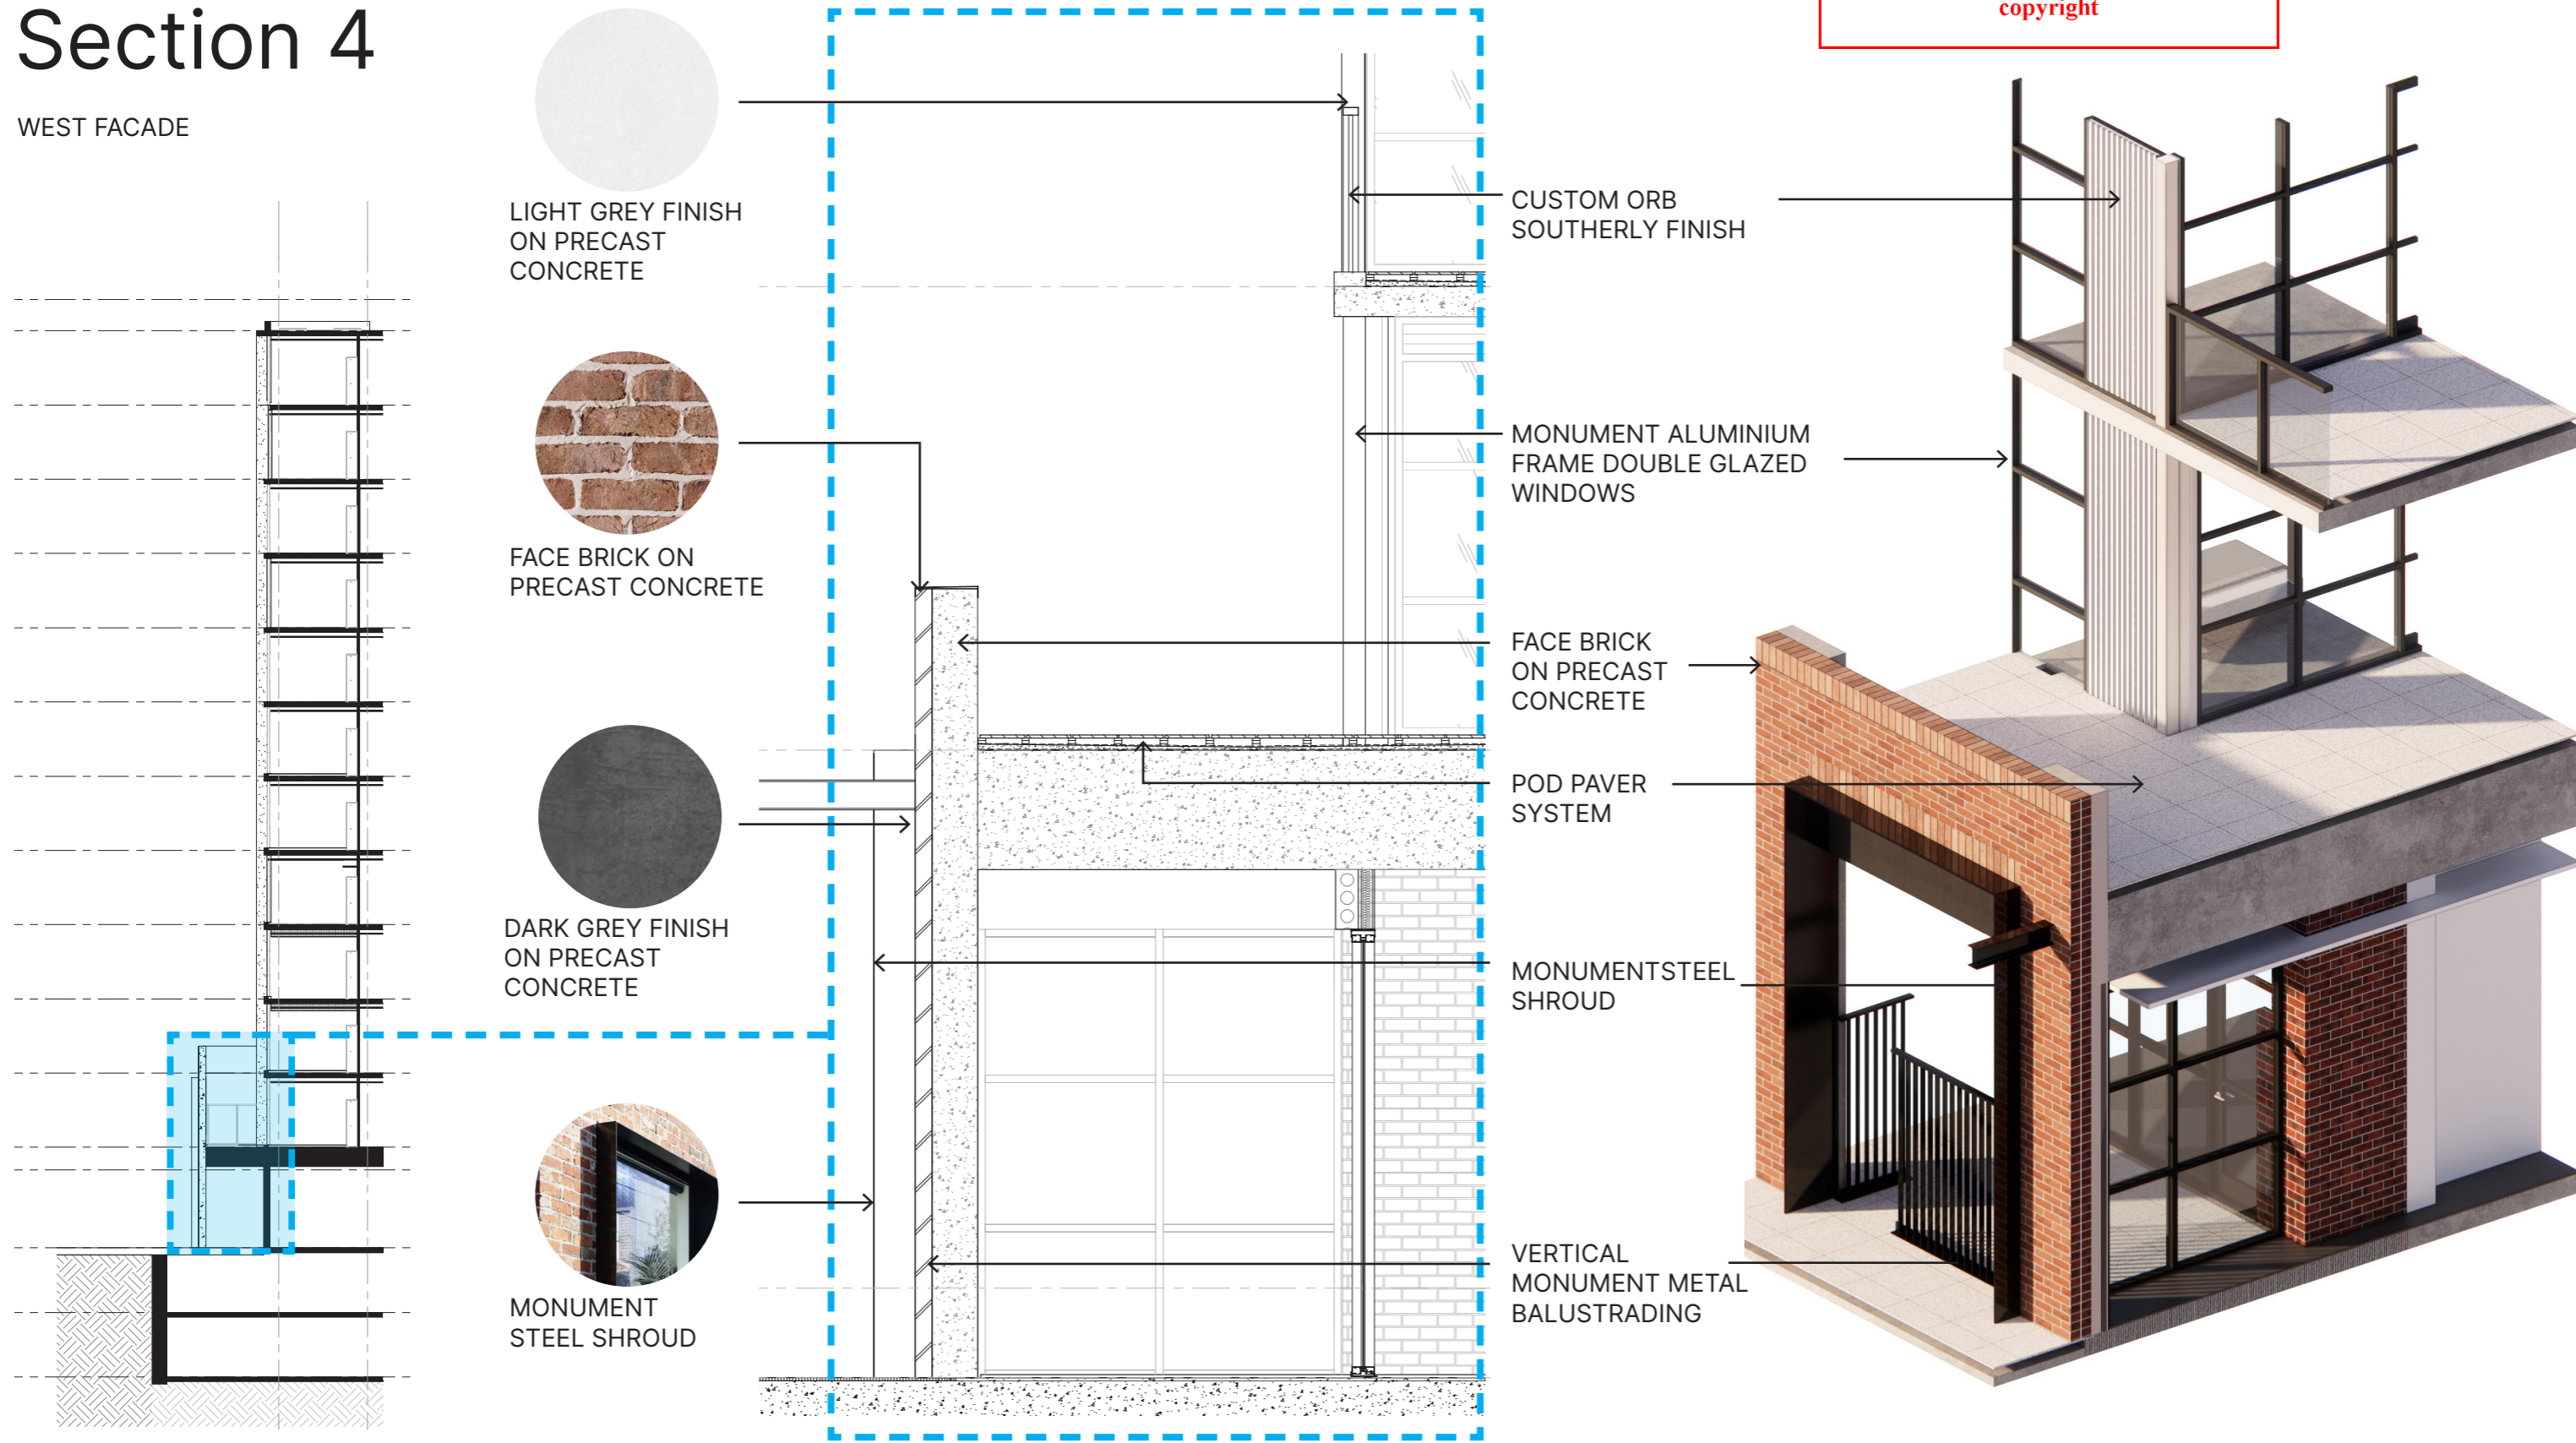 Section 4
WEST FACADE
copyright
LIGHT GREY FINISH
ON PRECAST
CONCRETE
FACE BRICK ON
PRECAST CONCRETE
DARK GREY FINISH
ON PRECAST
CONCRETE
MONUMENT
STEEL SHROUD
CUSTOM ORB
SOUTHERLY FINISH
MONUMENT ALUMINIUM
FRAME DOUBLE GLAZED
WINDOWS
FACE BRICK
ON PRECAST
CONCRETE
POD PAVER
SYSTEM
MONUMENTSTEEL
SHROUD
VERTICAL
MONUMENT METAL
BALUSTRADING